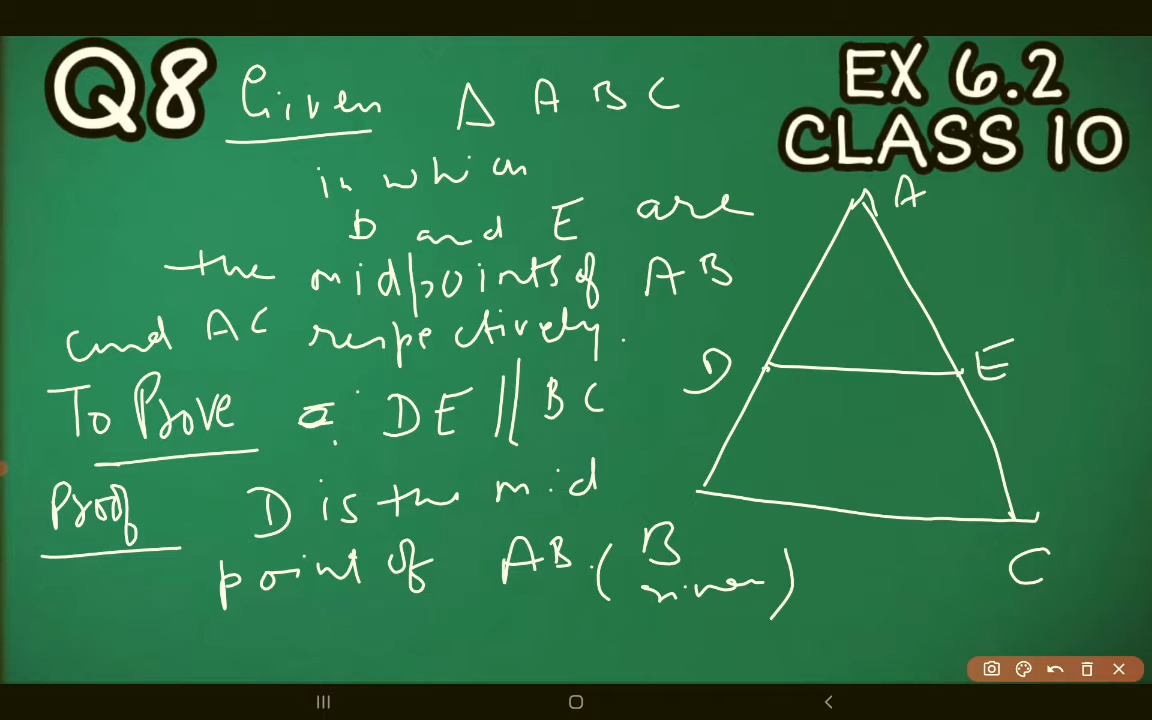 Q8
EX 6.2
CLASS 10
Given Δ A B C
in which
D and E are
the midpoints of AB
and AC respectively.
To Prove : DE || BC
Proof D is the mid
point of AB. (given)
A
D
E
B
C